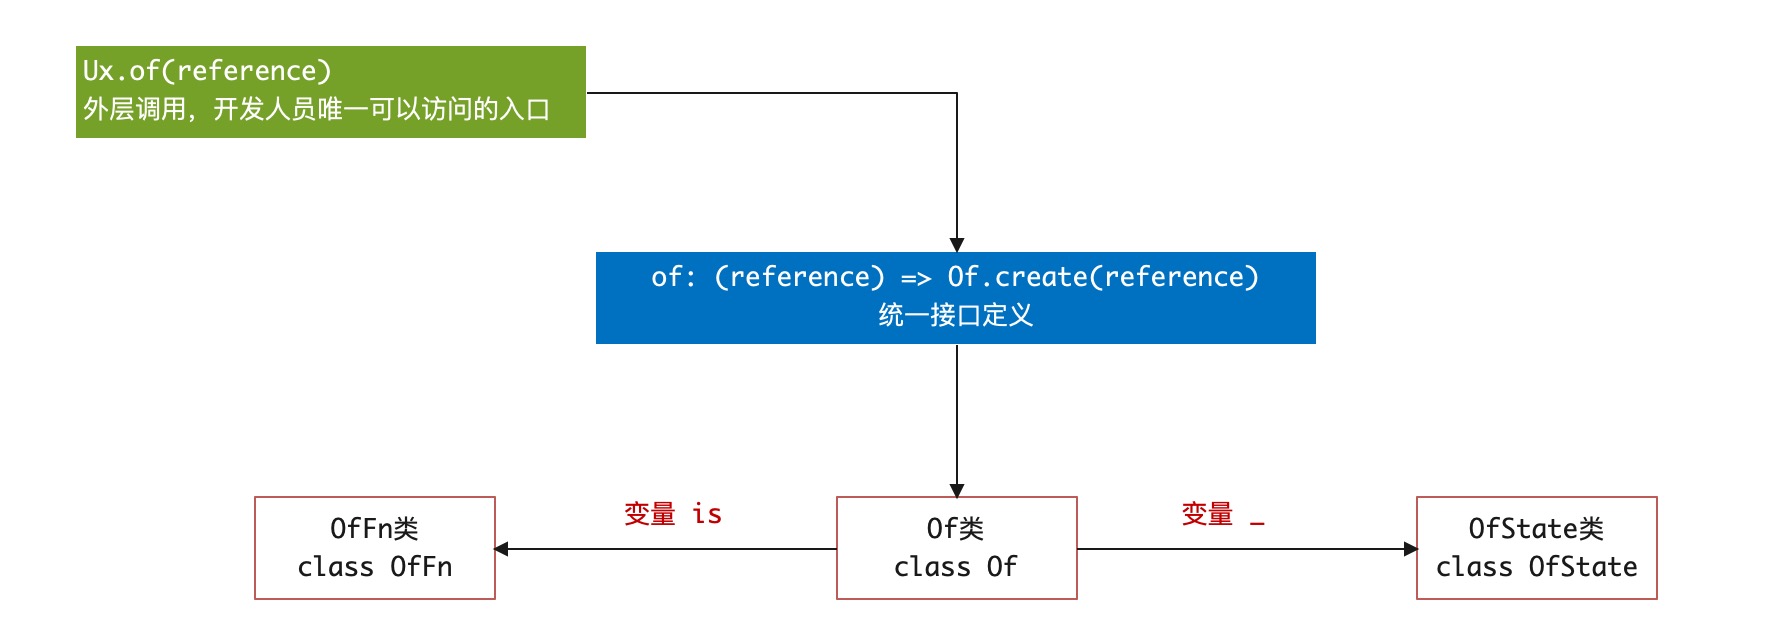 Ux.of(reference)
外层调用，开发人员唯一可以访问的入口
of: (reference) => Of.create(reference)
统一接口定义
OfFn类
class OfFn
变量 is
Of类
class Of
变量 _
OfState类
class OfState